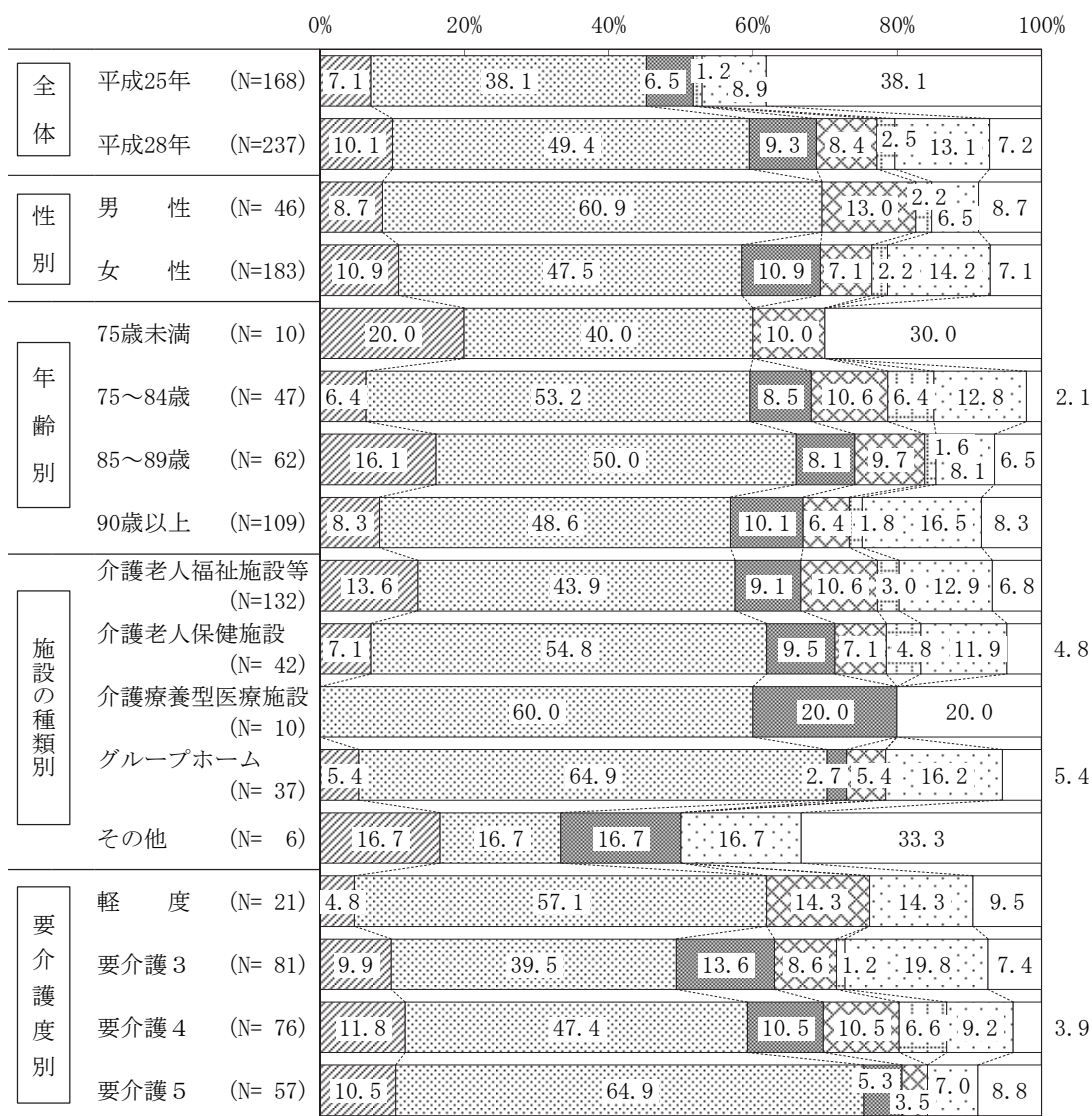 0% 20% 40% 60% 80% 100%
全体
平成25年 (N=168) 7.1 38.1 6.5 1.2 8.9 38.1
平成28年 (N=237) 10.1 49.4 9.3 8.4 2.5 13.1 7.2
性別
男 性 (N= 46) 8.7 60.9 13.0 2.2 6.5 8.7
女 性 (N=183) 10.9 47.5 10.9 7.1 2.2 14.2 7.1
年齢別
75歳未満 (N= 10) 20.0 40.0 10.0 30.0
75～84歳 (N= 47) 6.4 53.2 8.5 10.6 6.4 12.8 2.1
85～89歳 (N= 62) 16.1 50.0 8.1 9.7 1.6 8.1 6.5
90歳以上 (N=109) 8.3 48.6 10.1 6.4 1.8 16.5 8.3
施設の種類別
介護老人福祉施設等
(N=132) 13.6 43.9 9.1 10.6 3.0 12.9 6.8
介護老人保健施設
(N= 42) 7.1 54.8 9.5 7.1 4.8 11.9 4.8
介護療養型医療施設
(N= 10) 60.0 20.0 20.0
グループホーム
(N= 37) 5.4 64.9 2.7 5.4 16.2 5.4
その他 (N= 6) 16.7 16.7 16.7 16.7 33.3
要介護度別
軽 度 (N= 21) 4.8 57.1 14.3 14.3 9.5
要介護３ (N= 81) 9.9 39.5 13.6 8.6 1.2 19.8 7.4
要介護４ (N= 76) 11.8 47.4 10.5 10.5 6.6 9.2 3.9
要介護５ (N= 57) 10.5 64.9 5.3 3.5 7.0 8.8